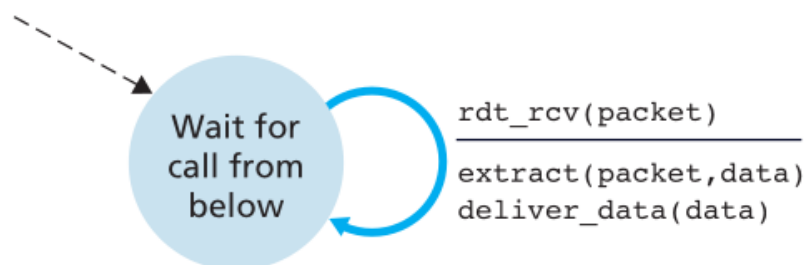 Wait for
call from
below
rdt_rcv(packet)
extract(packet,data)
deliver_data(data)